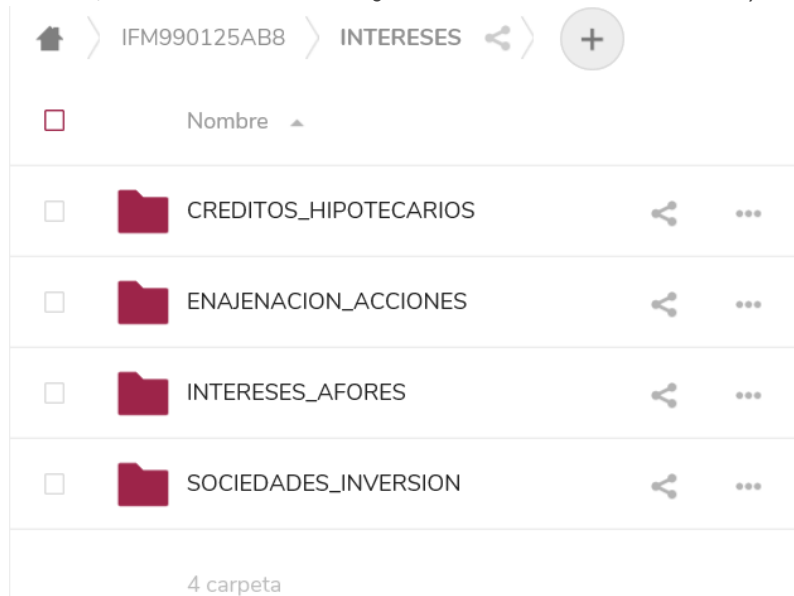 IFM990125AB8 INTERESES
Nombre
CREDITOS_HIPOTECARIOS
ENAJENACION_ACCIONES
INTERESES_AFORES
SOCIEDADES_INVERSION
4 carpeta